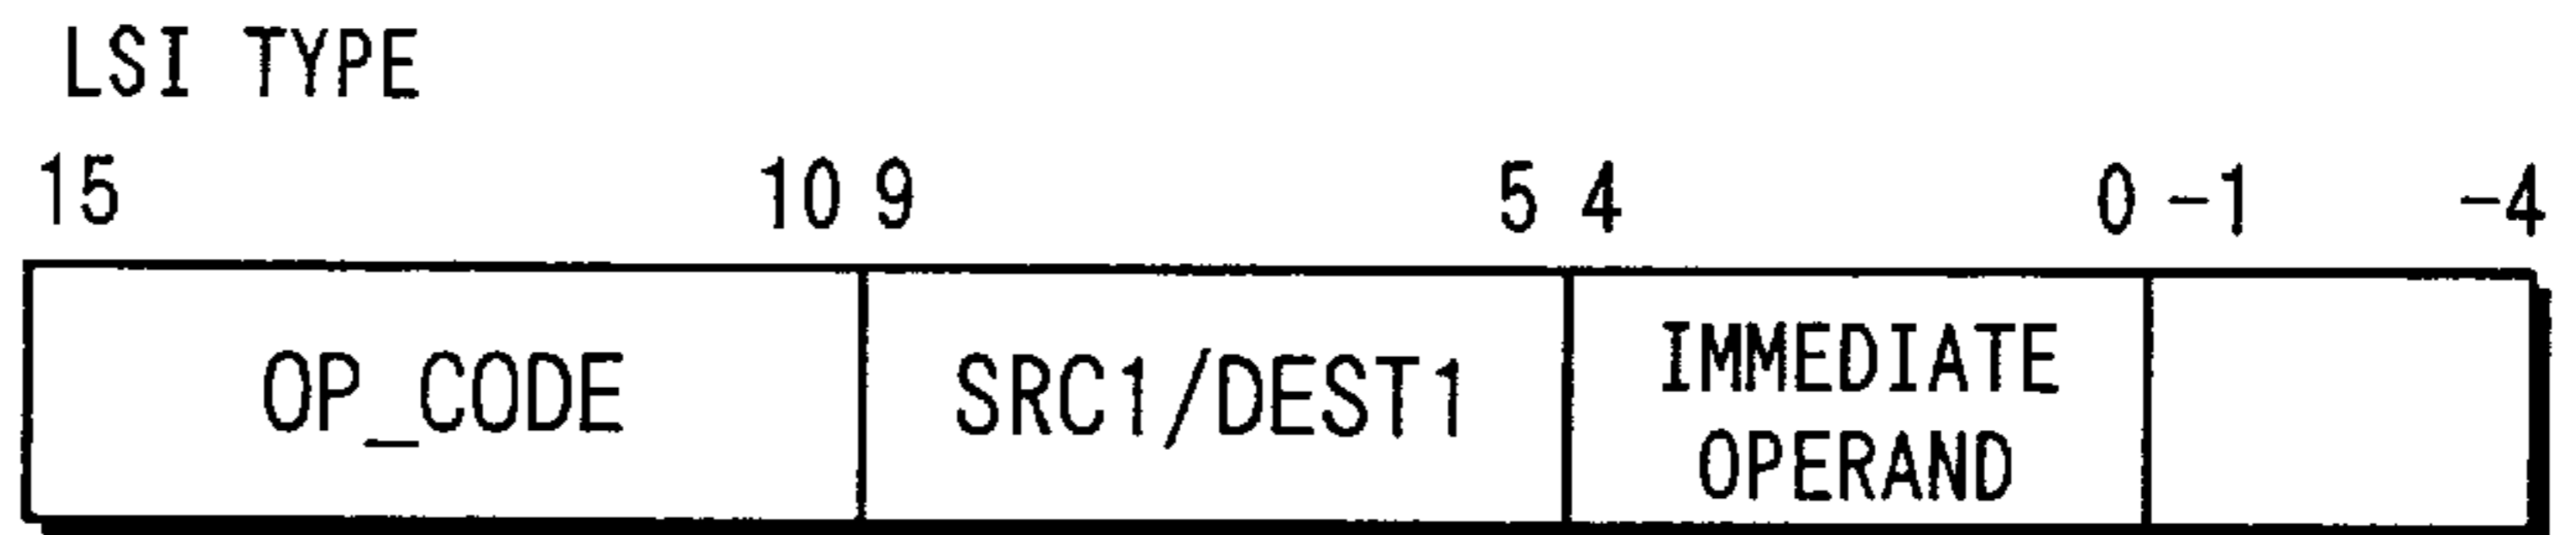 LSI TYPE
15 10 9 5 4 0 -1 -4
OP_CODE SRC1/DEST1 IMMEDIATE
OPERAND